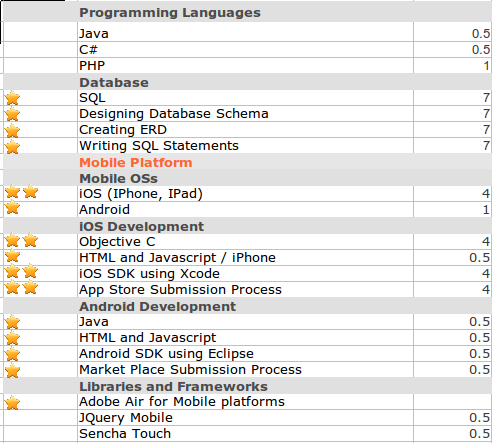 Programming Languages
Java 0.5
C# 0.5
PHP 1
Database
SQL 7
Designing Database Schema 7
Creating ERD 7
Writing SQL Statements 7
Mobile Platform
Mobile OSs
iOS (IPhone, IPad) 4
Android 1
iOS Development
Objective C 4
HTML and Javascript / iPhone 0.5
iOS SDK using Xcode 4
App Store Submission Process 4
Android Development
Java 0.5
HTML and Javascript 0.5
Android SDK using Eclipse 0.5
Market Place Submission Process 0.5
Libraries and Frameworks
Adobe Air for Mobile platforms
JQuery Mobile 0.5
Sencha Touch 0.5